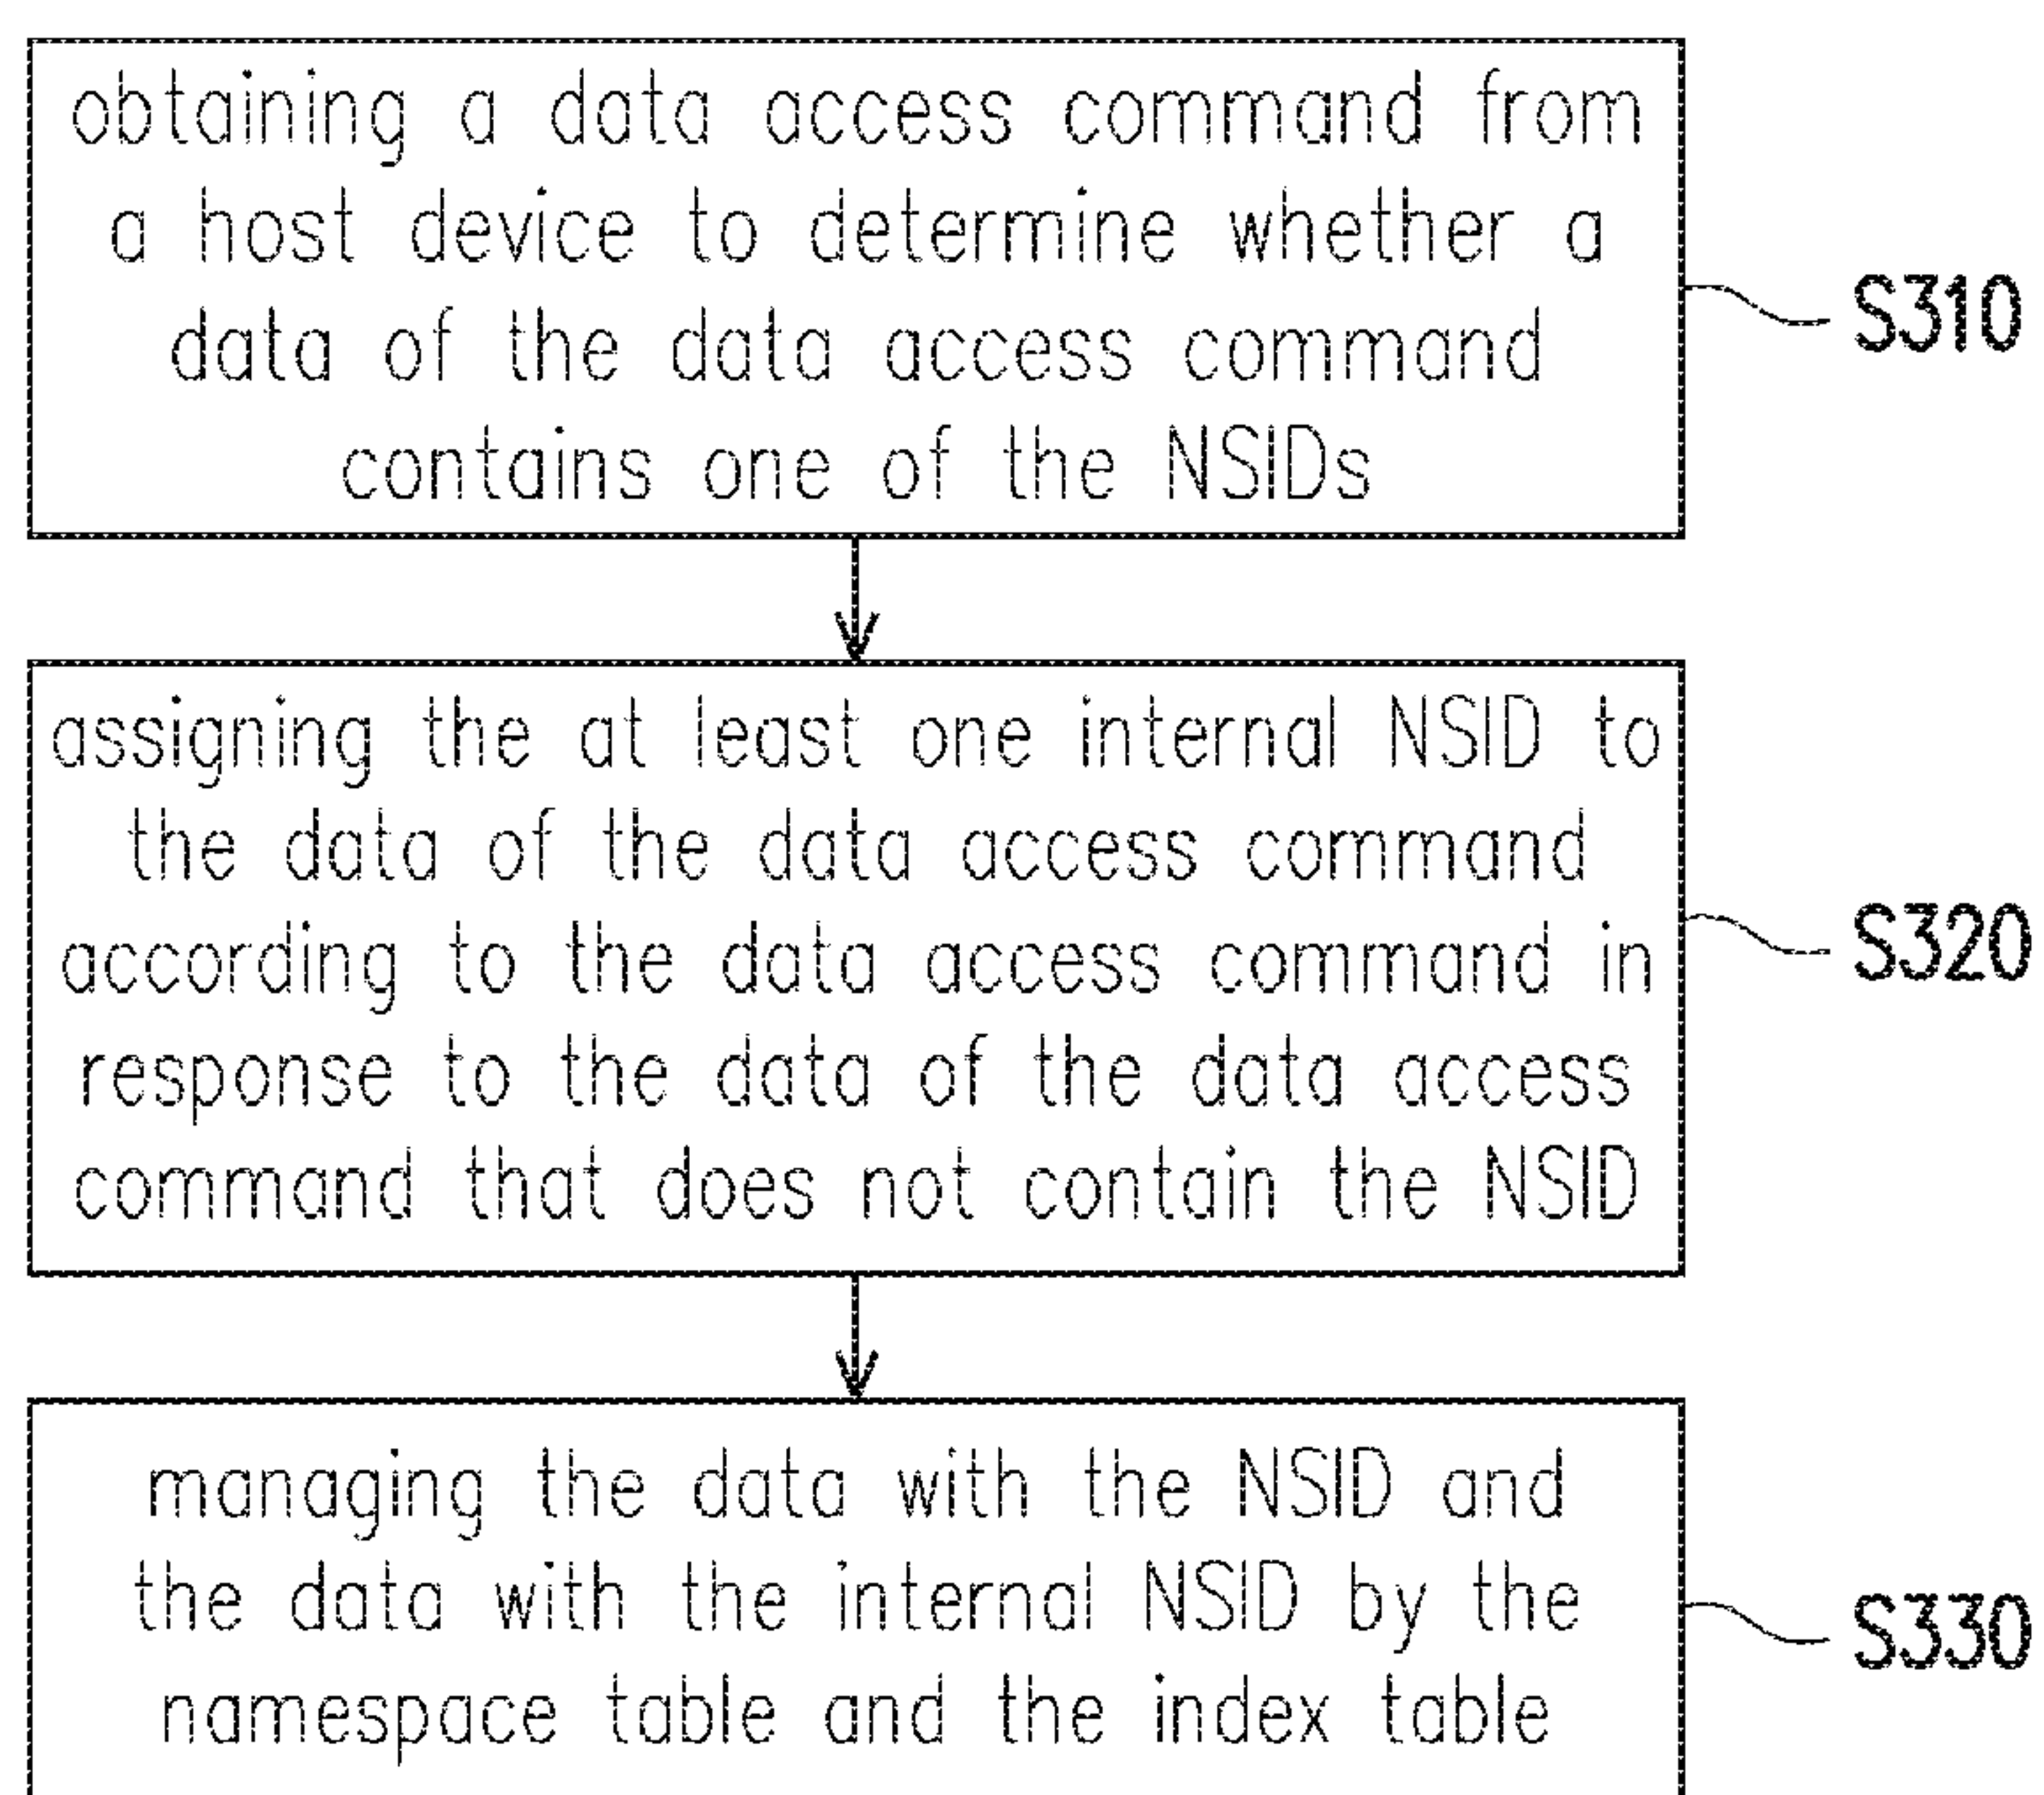 obtaining a data access command from
a host device to determine whether a
data of the data access command
contains one of the NSIDs
S310
assigning the at least one internal NSID to
the data of the data access command
according to the data access command in
response to the data of the data access
command that does not contain the NSID
S320
managing the data with the NSID and
the data with the internal NSID by the
namespace table and the index table
S330